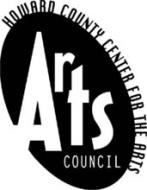 HOWARD COUNTY CENTER FOR THE ARTS
Arts
COUNCIL